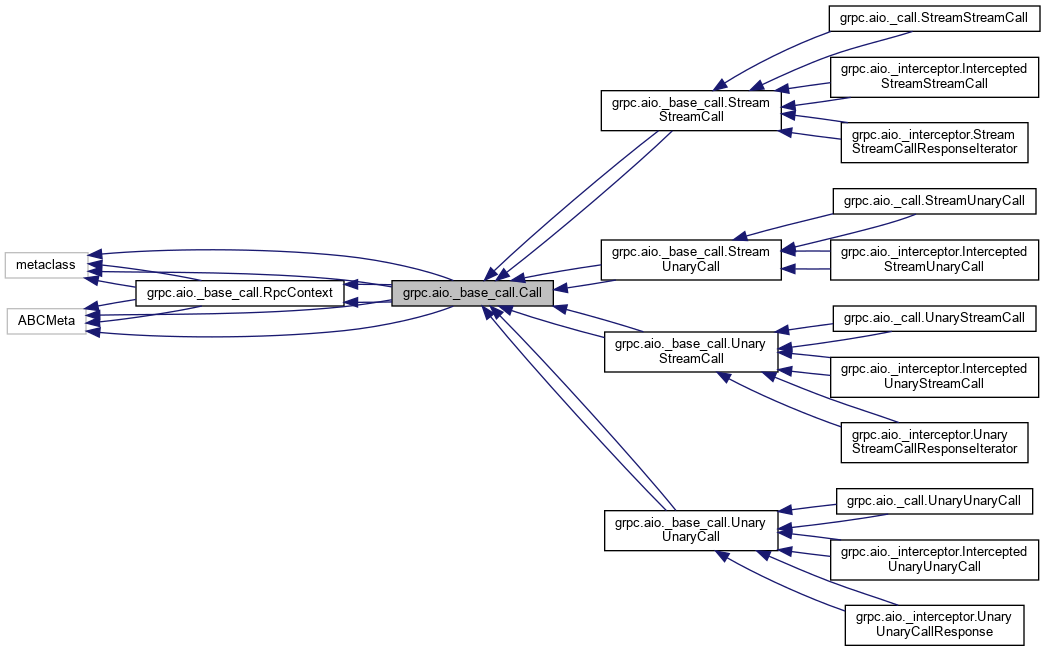 metaclass
ABCMeta
grpc.aio._base_call.RpcContext
grpc.aio._base_call.Call
grpc.aio._base_call.Stream
StreamCall
grpc.aio._base_call.Stream
UnaryCall
grpc.aio._base_call.Unary
StreamCall
grpc.aio._base_call.Unary
UnaryCall
grpc.aio._call.StreamStreamCall
grpc.aio._interceptor.Intercepted
StreamStreamCall
grpc.aio._interceptor.Stream
StreamCallResponseIterator
grpc.aio._call.StreamUnaryCall
grpc.aio._interceptor.Intercepted
StreamUnaryCall
grpc.aio._call.UnaryStreamCall
grpc.aio._interceptor.Intercepted
UnaryStreamCall
grpc.aio._interceptor.Unary
StreamCallResponseIterator
grpc.aio._call.UnaryUnaryCall
grpc.aio._interceptor.Intercepted
UnaryUnaryCall
grpc.aio._interceptor.Unary
UnaryCallResponse